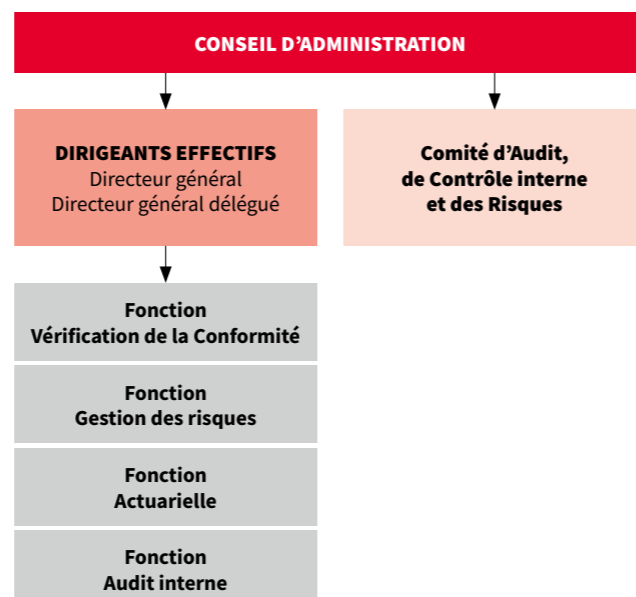 CONSEIL D’ADMINISTRATION
DIRIGEANTS EFFECTIFS
Directeur général
Directeur général délégué
Comité d’Audit,
de Contrôle interne
et des Risques
Fonction
Vérification de la Conformité
Fonction
Gestion des risques
Fonction
Actuarielle
Fonction
Audit interne